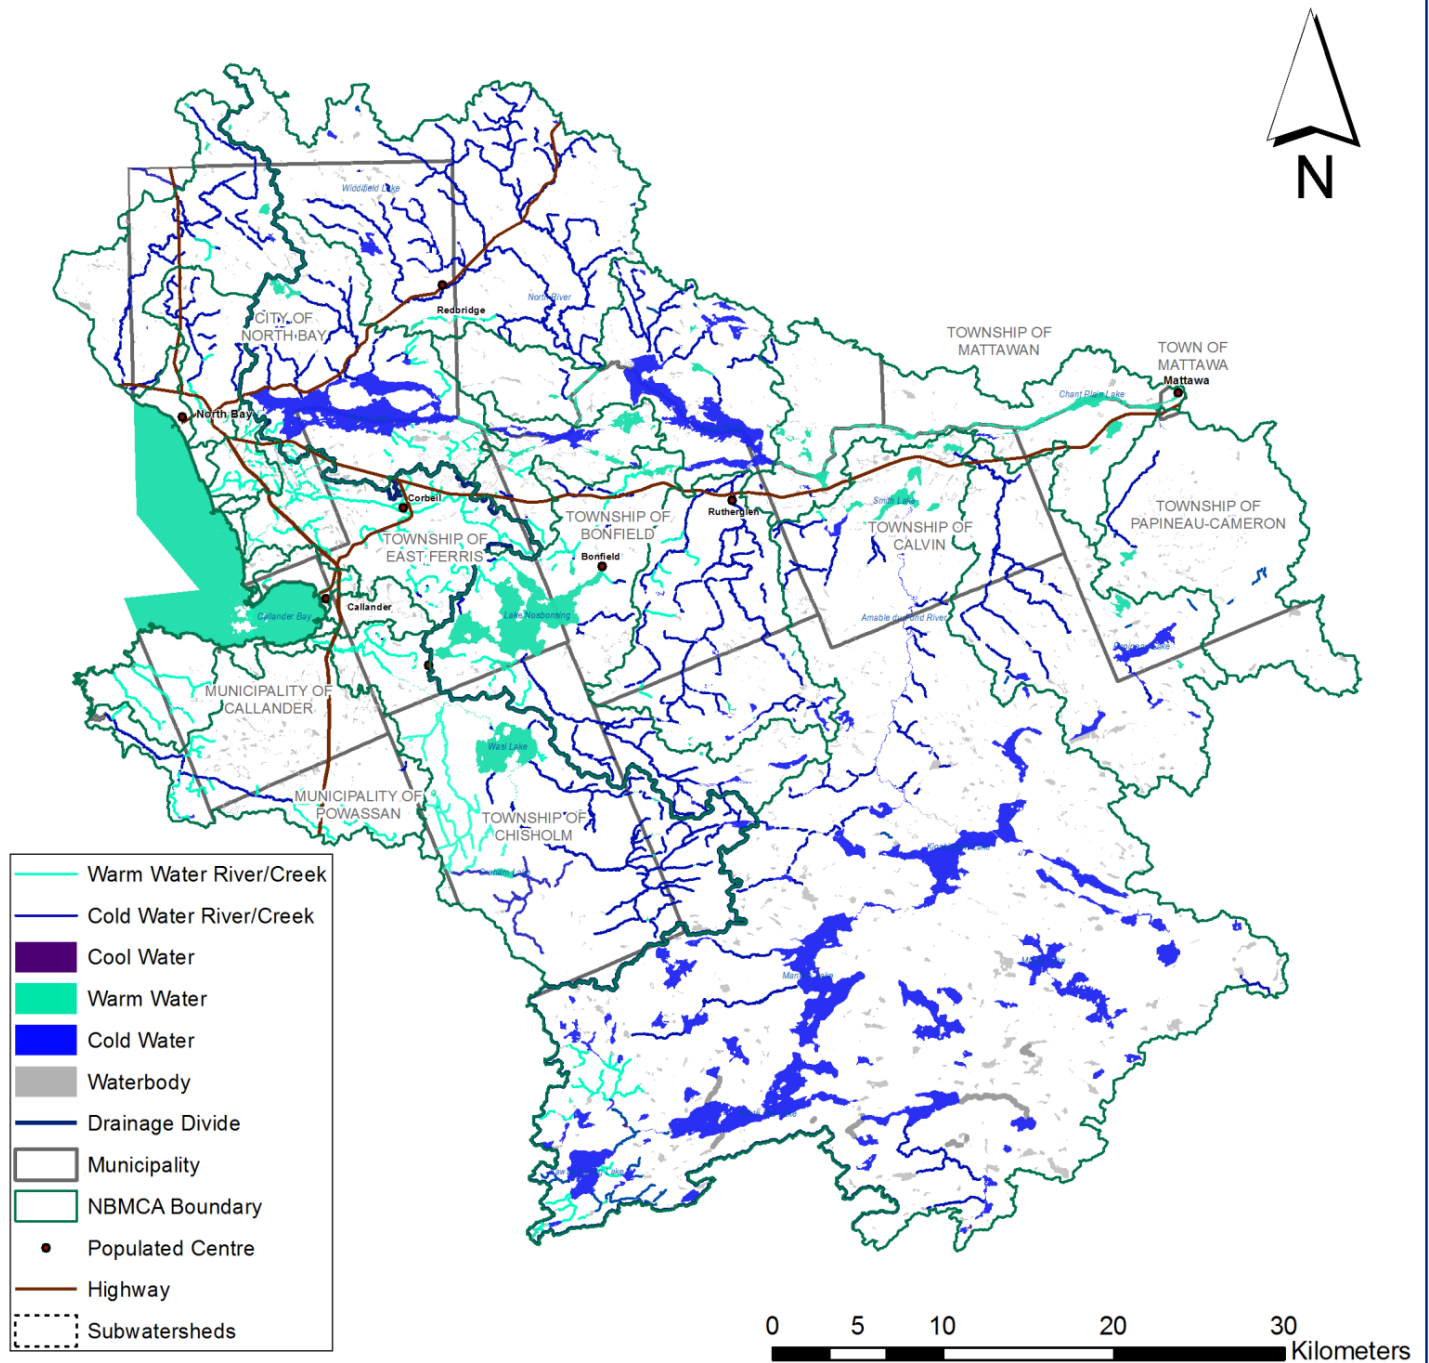 N
Widdifield Lake
North River
Redbridge
CITY OF
NORTH BAY
TOWNSHIP OF
MATTAWAN
TOWN OF
MATTAWA
Mattawa
Chant Plein Lake
North Bay
Corbeil
Rutherglen
Smith Lake
TOWNSHIP OF
CALVIN
TOWNSHIP OF
PAPINEAU-CAMERON
TOWNSHIP OF
BONFIELD
Bonfield
TOWNSHIP OF
EAST FERRIS
Callander
Callander Bay
Lake Nosbonsing
Amable du Fond River
MUNICIPALITY OF
CALLANDER
Wasi Lake
MUNICIPALITY OF
POWASSAN
TOWNSHIP OF
CHISHOLM
Graham Lake
Warm Water River/Creek
Cold Water River/Creek
Cool Water
Warm Water
Cold Water
Waterbody
Drainage Divide
Municipality
NBMCA Boundary
Populated Centre
Highway
Subwatersheds
0 5 10 20 30
Kilometers